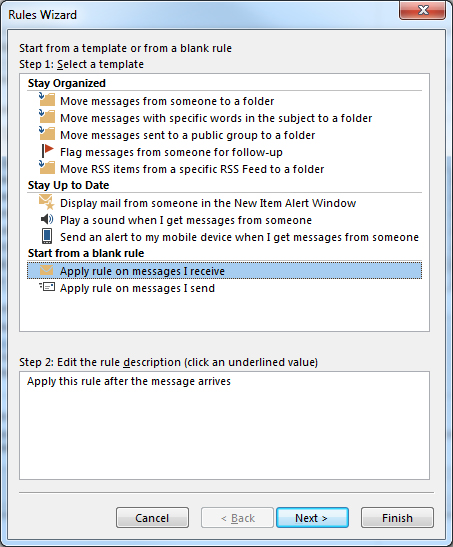 Rules Wizard
Start from a template or from a blank rule
Step 1: Select a template
Stay Organized
Move messages from someone to a folder
Move messages with specific words in the subject to a folder
Move messages sent to a public group to a folder
Flag messages from someone for follow-up
Move RSS items from a specific RSS Feed to a folder
Stay Up to Date
Display mail from someone in the New Item Alert Window
Play a sound when I get messages from someone
Send an alert to my mobile device when I get messages from someone
Start from a blank rule
Apply rule on messages I receive
Apply rule on messages I send
Step 2: Edit the rule description (click an underlined value)
Apply this rule after the message arrives
Cancel < Back Next > Finish